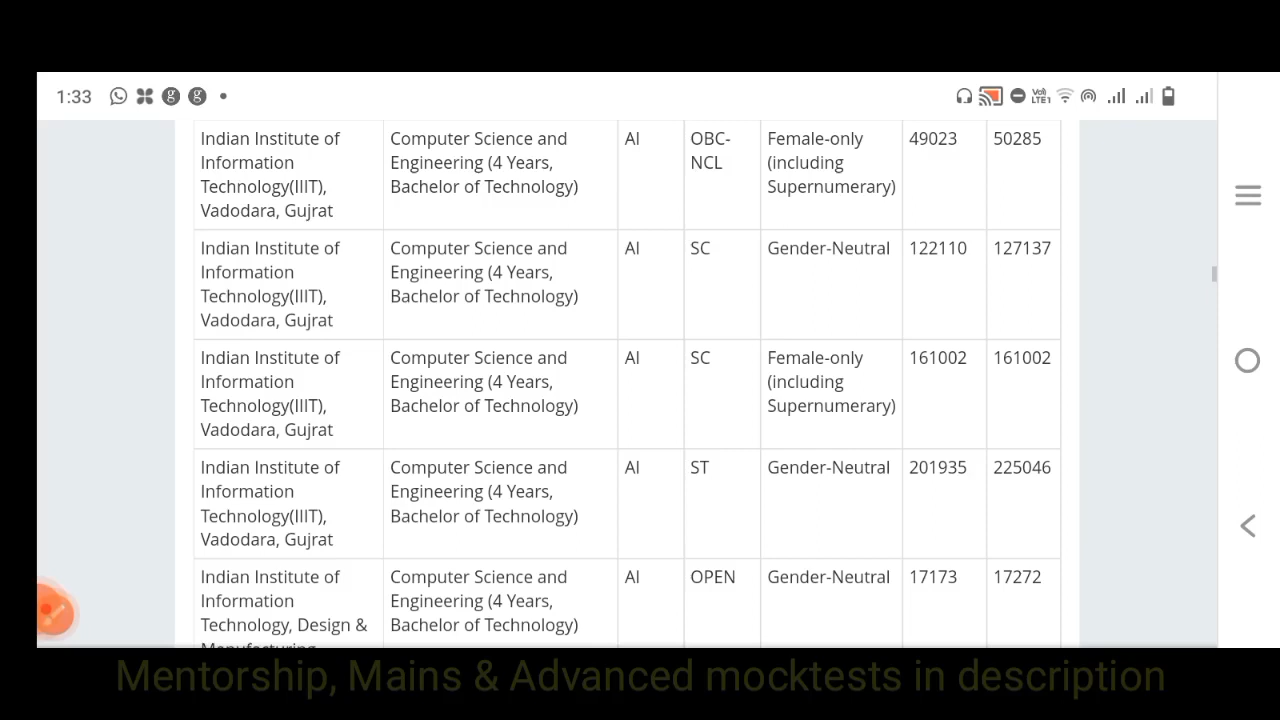 1:33
Indian Institute of Information Technology(IIIT), Vadodara, Gujrat Computer Science and Engineering (4 Years, Bachelor of Technology) AI OBC-NCL Female-only (including Supernumerary) 49023 50285
Indian Institute of Information Technology(IIIT), Vadodara, Gujrat Computer Science and Engineering (4 Years, Bachelor of Technology) AI SC Gender-Neutral 122110 127137
Indian Institute of Information Technology(IIIT), Vadodara, Gujrat Computer Science and Engineering (4 Years, Bachelor of Technology) AI SC Female-only (including Supernumerary) 161002 161002
Indian Institute of Information Technology(IIIT), Vadodara, Gujrat Computer Science and Engineering (4 Years, Bachelor of Technology) AI ST Gender-Neutral 201935 225046
Indian Institute of Information Technology, Design & Computer Science and Engineering (4 Years, Bachelor of Technology) AI OPEN Gender-Neutral 17173 17272
Mentorship, Mains & Advanced mocktests in description